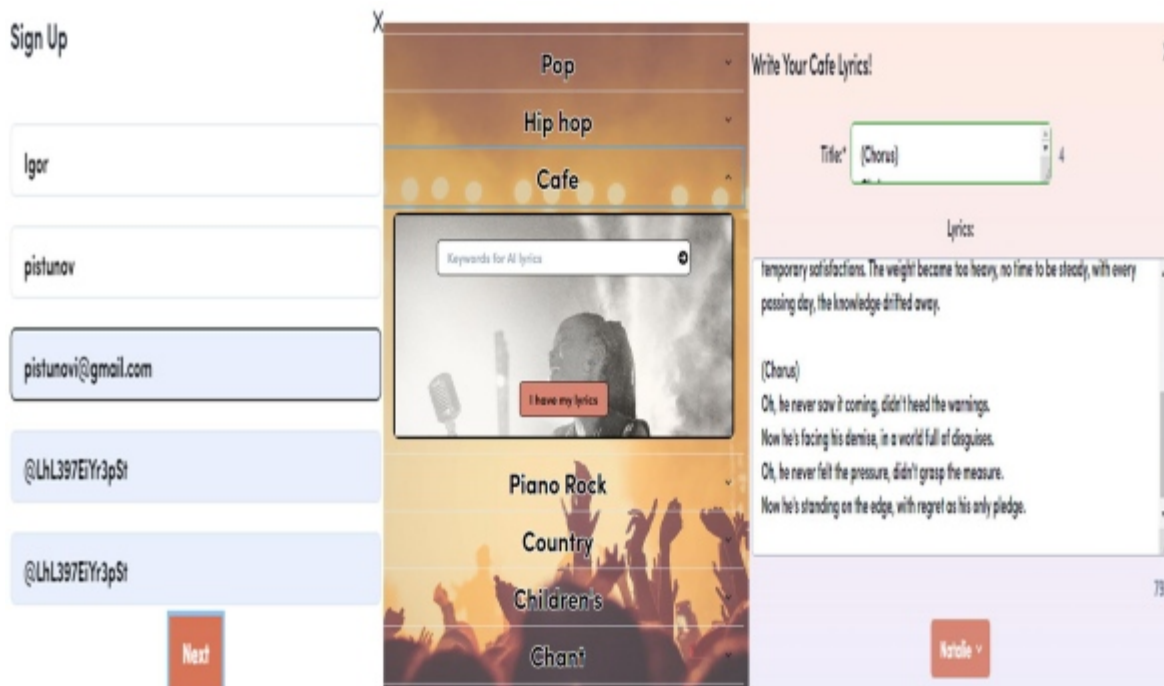 Sign Up
X
Igor
pistunov
pistunovi@gmail.com
@LhL397EiYr3pSt
@LhL397EiYr3pSt
Next
Pop
Hip hop
Cafe
Keywords for AI lyrics
I have my lyrics
Piano Rock
Country
Children's
Chant
Write Your Cafe Lyrics!
Title:* (Chorus) 4
Lyrics:
temporary satisfactions. The weight became too heavy, no time to be steady, with every
passing day, the knowledge drifted away.
(Chorus)
Oh, he never saw it coming, didn't heed the warnings.
Now he's facing his demise, in a world full of disguises.
Oh, he never felt the pressure, didn't grasp the measure.
Now he's standing on the edge, with regret as his only pledge.
Natalie